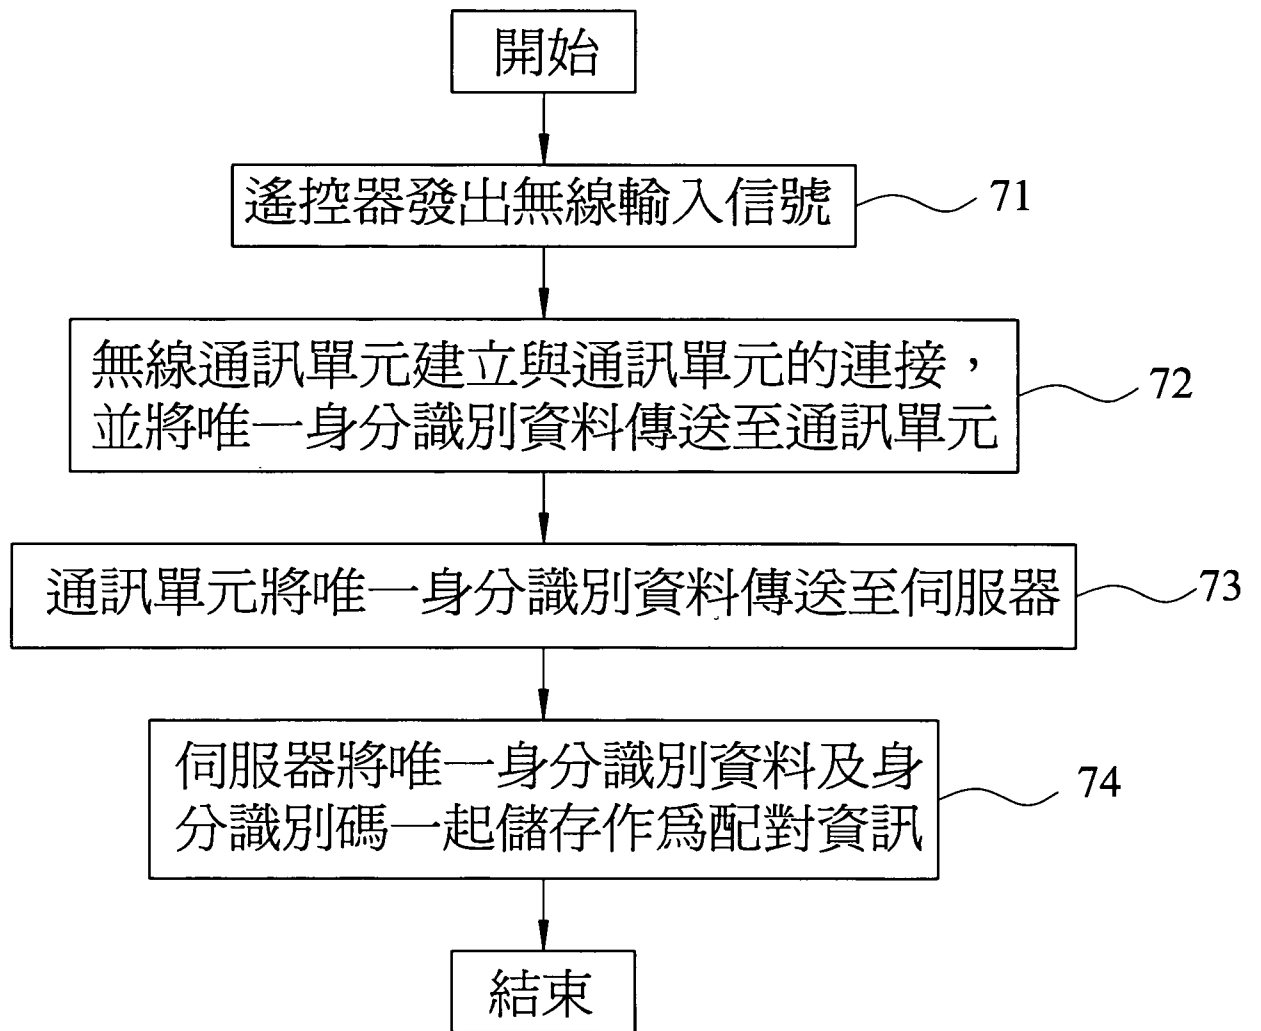 開始
遙控器發出無線輸入信號
71
無線通訊單元建立與通訊單元的連接，
並將唯一身分識別資料傳送至通訊單元
72
通訊單元將唯一身分識別資料傳送至伺服器
73
伺服器將唯一身分識別資料及身
分識別碼一起儲存作爲配對資訊
74
結束